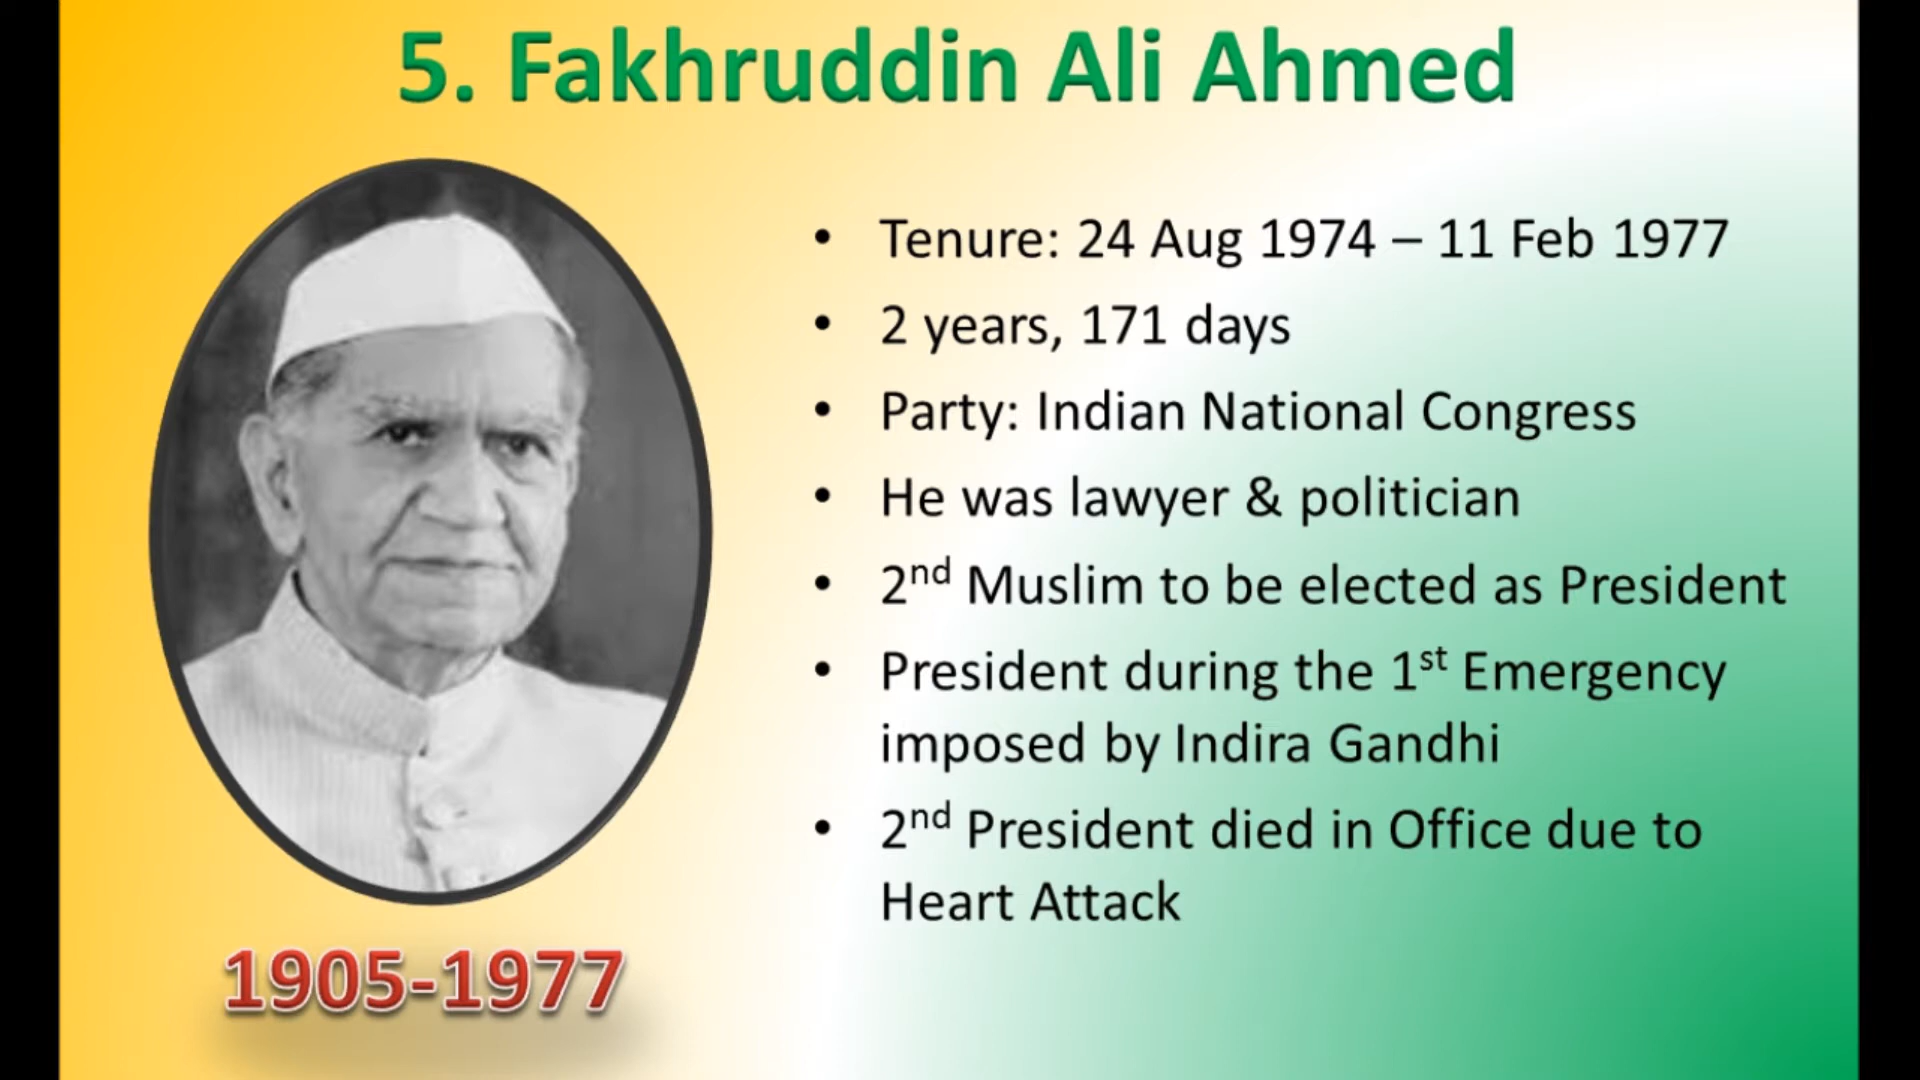 5. Fakhruddin Ali Ahmed
• Tenure: 24 Aug 1974 – 11 Feb 1977
• 2 years, 171 days
• Party: Indian National Congress
• He was lawyer & politician
• 2nd Muslim to be elected as President
• President during the 1st Emergency
imposed by Indira Gandhi
• 2nd President died in Office due to
Heart Attack
1905-1977